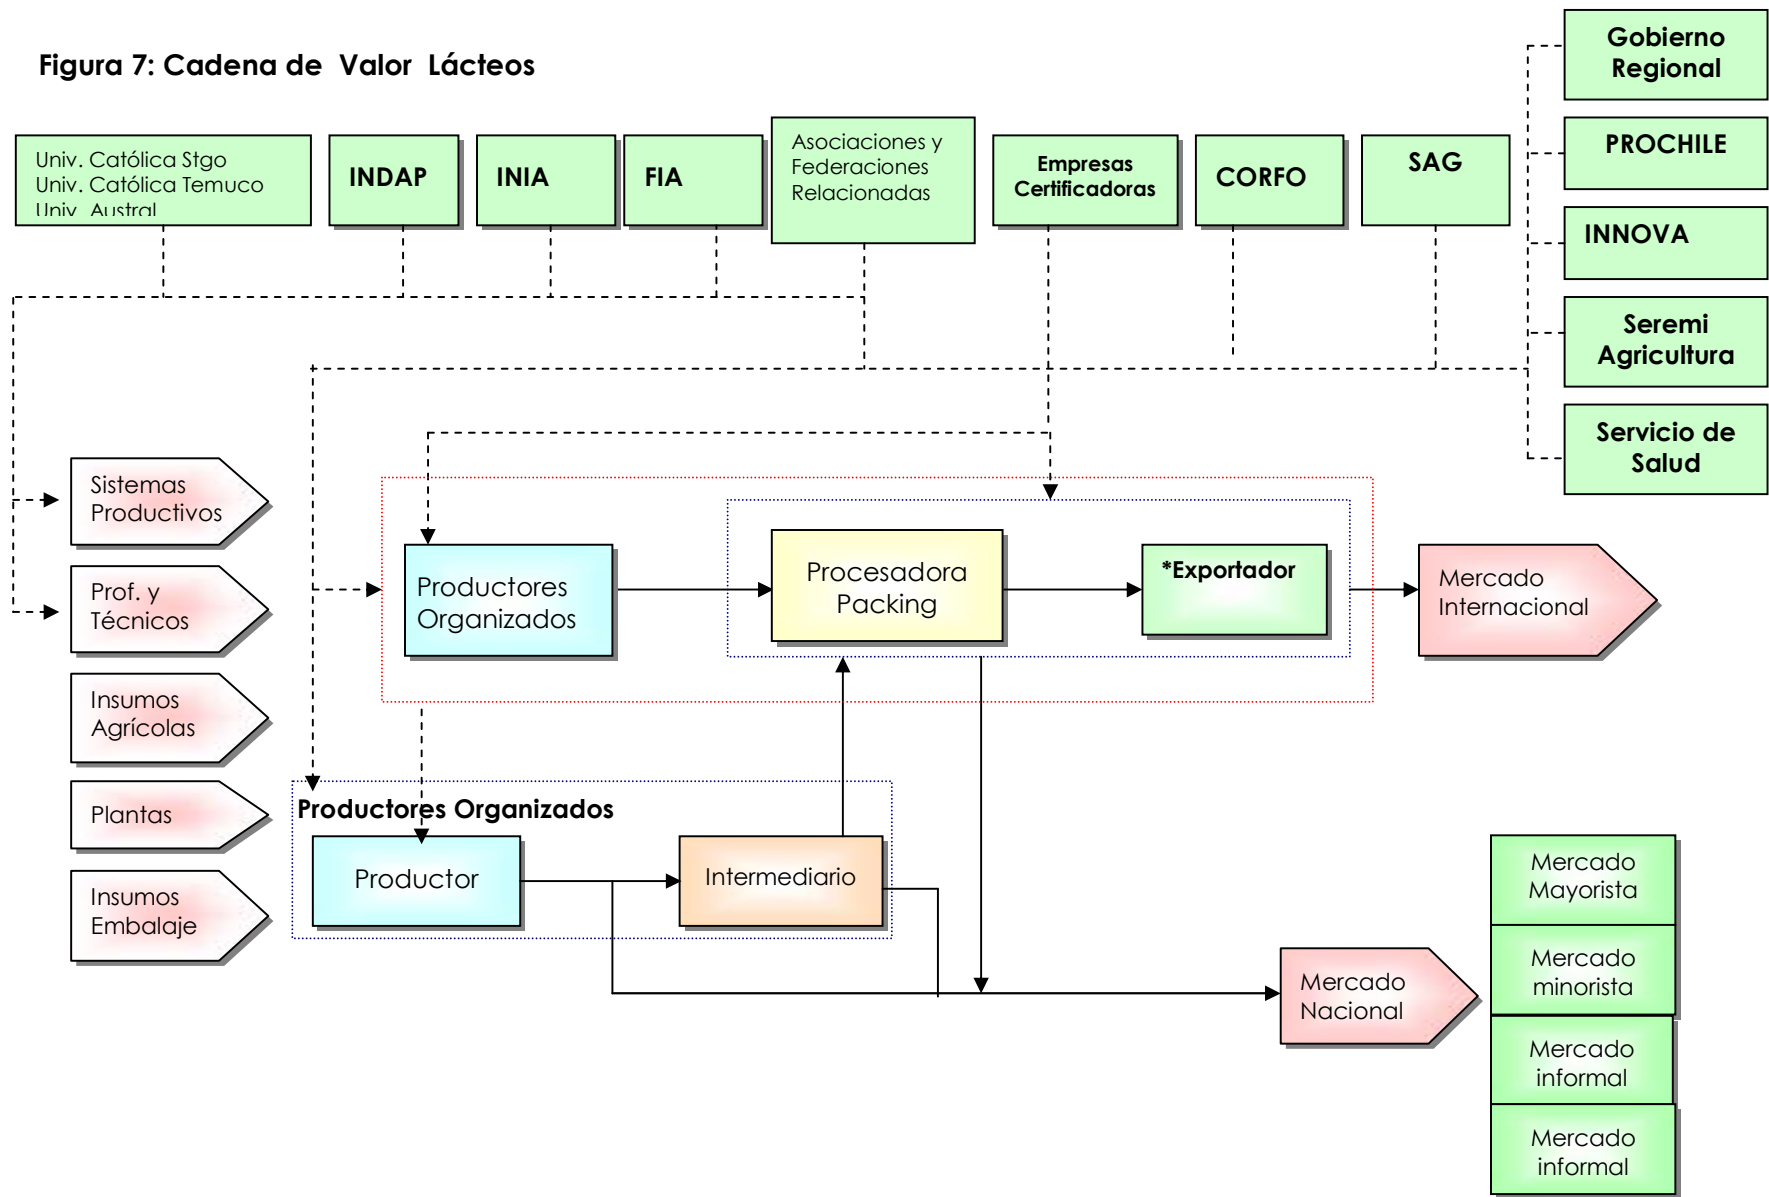 Figura 7: Cadena de Valor Lácteos
Gobierno
Regional
PROCHILE
INNOVA
Seremi
Agricultura
Servicio de
Salud
Univ. Católica Stgo
Univ. Católica Temuco
Univ. Austral
INDAP
INIA
FIA
Asociaciones y
Federaciones
Relacionadas
Empresas
Certificadoras
CORFO
SAG
Sistemas
Productivos
Prof. y
Técnicos
Insumos
Agrícolas
Plantas
Insumos
Embalaje
Productores
Organizados
Procesadora
Packing
*Exportador
Mercado
Internacional
Productores Organizados
Productor
Intermediario
Mercado
Nacional
Mercado
Mayorista
Mercado
minorista
Mercado
informal
Mercado
informal